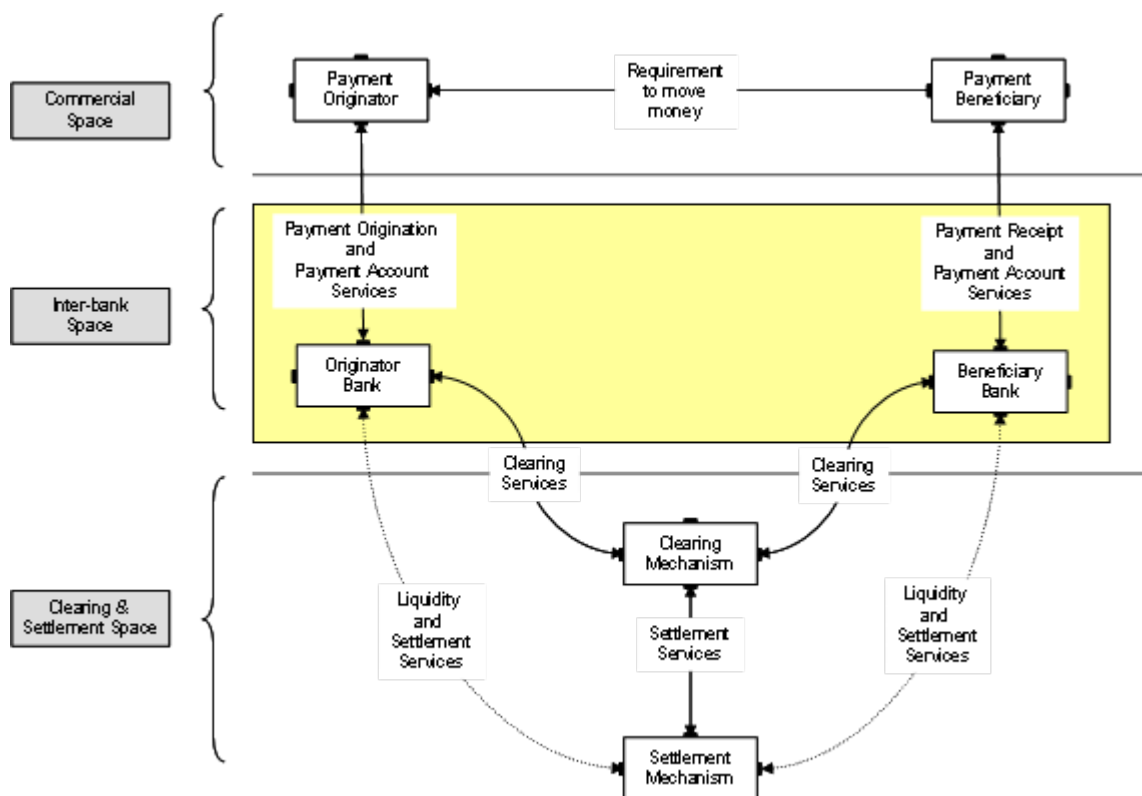 Commercial
Space
Payment
Originator
Requirement
to move
money
Payment
Beneficiary
Inter-bank
Space
Payment Origination
and
Payment Account
Services
Payment Receipt
and
Payment Account
Services
Originator
Bank
Beneficiary
Bank
Clearing
Services
Clearing
Services
Clearing &
Settlement Space
Clearing
Mechanism
Liquidity
and
Settlement
Services
Settlement
Services
Liquidity
and
Settlement
Services
Settlement
Mechanism